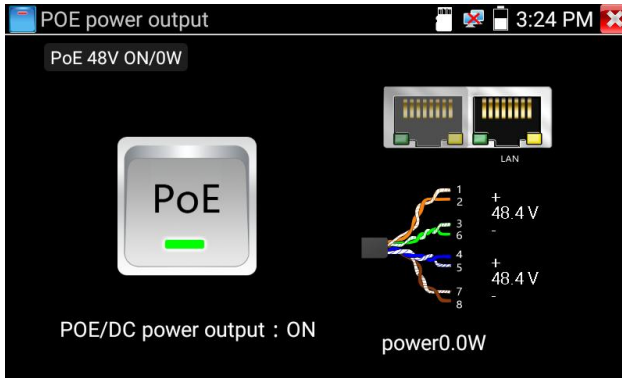 POE power output
3:24 PM
PoE 48V ON/0W
LAN
PoE
1
2
+
48.4 V
3
6
-
4
5
+
48.4 V
7
8
-
POE/DC power output：ON
power0.0W